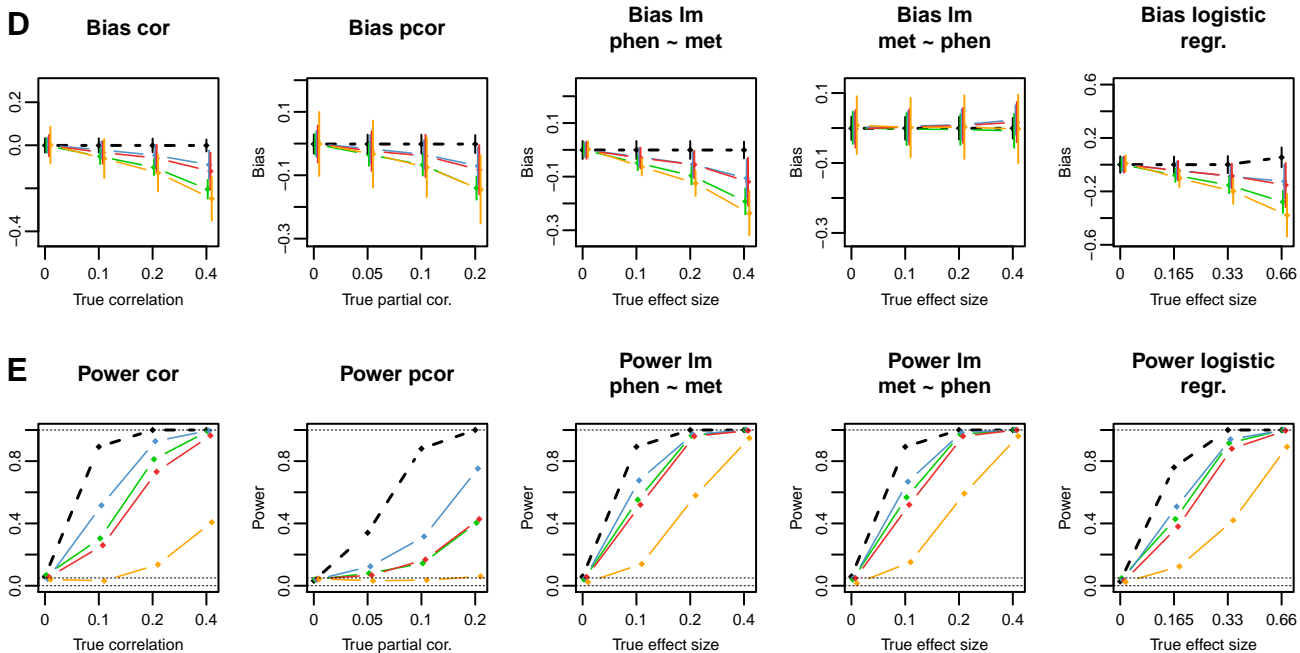 D
Bias cor
Bias pcor
Bias lm
phen ~ met
Bias lm
met ~ phen
Bias logistic
regr.
−0.4 0.0 0.2
0 0.1 0.2 0.4
True correlation
Bias
−0.3 −0.1 0.1
0 0.05 0.1 0.2
True partial cor.
Bias
−0.3 −0.1 0.1
0 0.1 0.2 0.4
True effect size
Bias
−0.3 −0.1 0.1
0 0.1 0.2 0.4
True effect size
Bias
−0.6 −0.2 0.2 0.6
0 0.165 0.33 0.66
True effect size
E
Power cor
Power pcor
Power lm
phen ~ met
Power lm
met ~ phen
Power logistic
regr.
0.0 0.4 0.8
0 0.1 0.2 0.4
True correlation
Power
0.0 0.4 0.8
0 0.05 0.1 0.2
True partial cor.
Power
0.0 0.4 0.8
0 0.1 0.2 0.4
True effect size
Power
0.0 0.4 0.8
0 0.1 0.2 0.4
True effect size
Power
0.0 0.4 0.8
0 0.165 0.33 0.66
True effect size